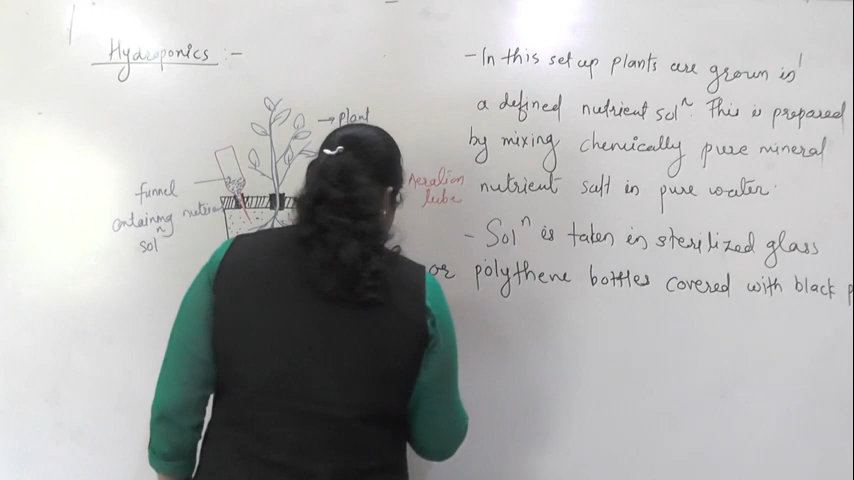 Hydroponics :-
→ plant
funnel
containing nutrie
solⁿ
Aeration
tube
- In this set up plants are grown in
a defined nutrient solⁿ. This is prepared
by mixing chemically pure mineral
nutrient salt in pure water.
- Solⁿ is taken in sterilized glass
or polythene bottles covered with black p